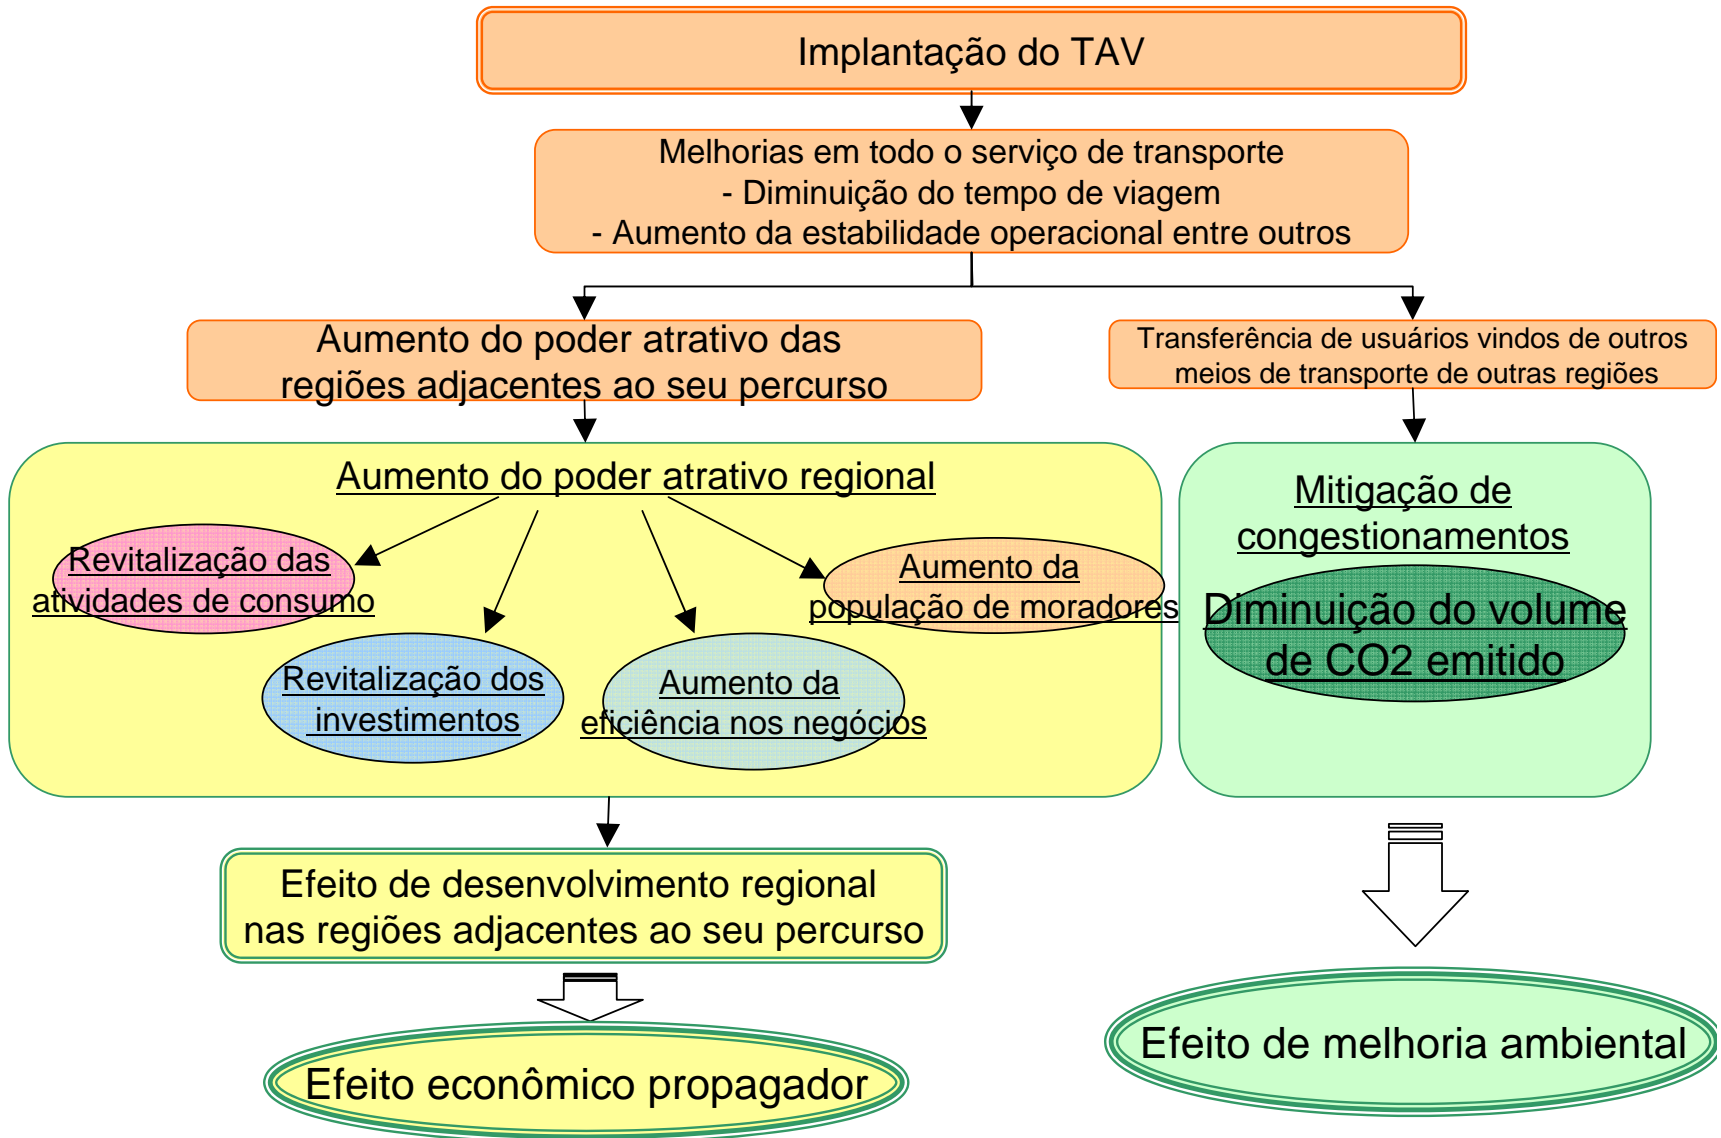 Implantação do TAV
Melhorias em todo o serviço de transporte
- Diminuição do tempo de viagem
- Aumento da estabilidade operacional entre outros
Aumento do poder atrativo das
regiões adjacentes ao seu percurso
Transferência de usuários vindos de outros
meios de transporte de outras regiões
Aumento do poder atrativo regional
Revitalização das
atividades de consumo
Revitalização dos
investimentos
Aumento da
eficiência nos negócios
Aumento da
população de moradores
Mitigação de
congestionamentos
Diminuição do volume
de CO2 emitido
Efeito de desenvolvimento regional
nas regiões adjacentes ao seu percurso
Efeito econômico propagador
Efeito de melhoria ambiental